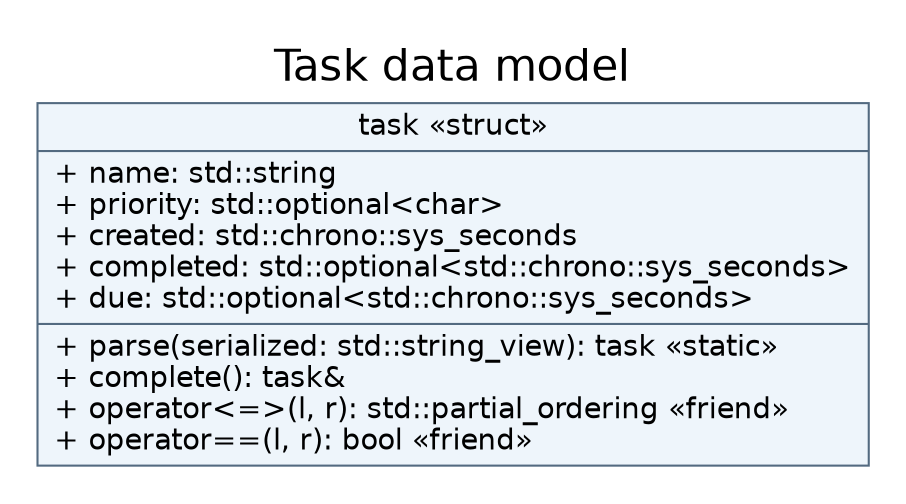 Task data model
task «struct»
+ name: std::string
+ priority: std::optional<char>
+ created: std::chrono::sys_seconds
+ completed: std::optional<std::chrono::sys_seconds>
+ due: std::optional<std::chrono::sys_seconds>
+ parse(serialized: std::string_view): task «static»
+ complete(): task&
+ operator<=>(l, r): std::partial_ordering «friend»
+ operator==(l, r): bool «friend»